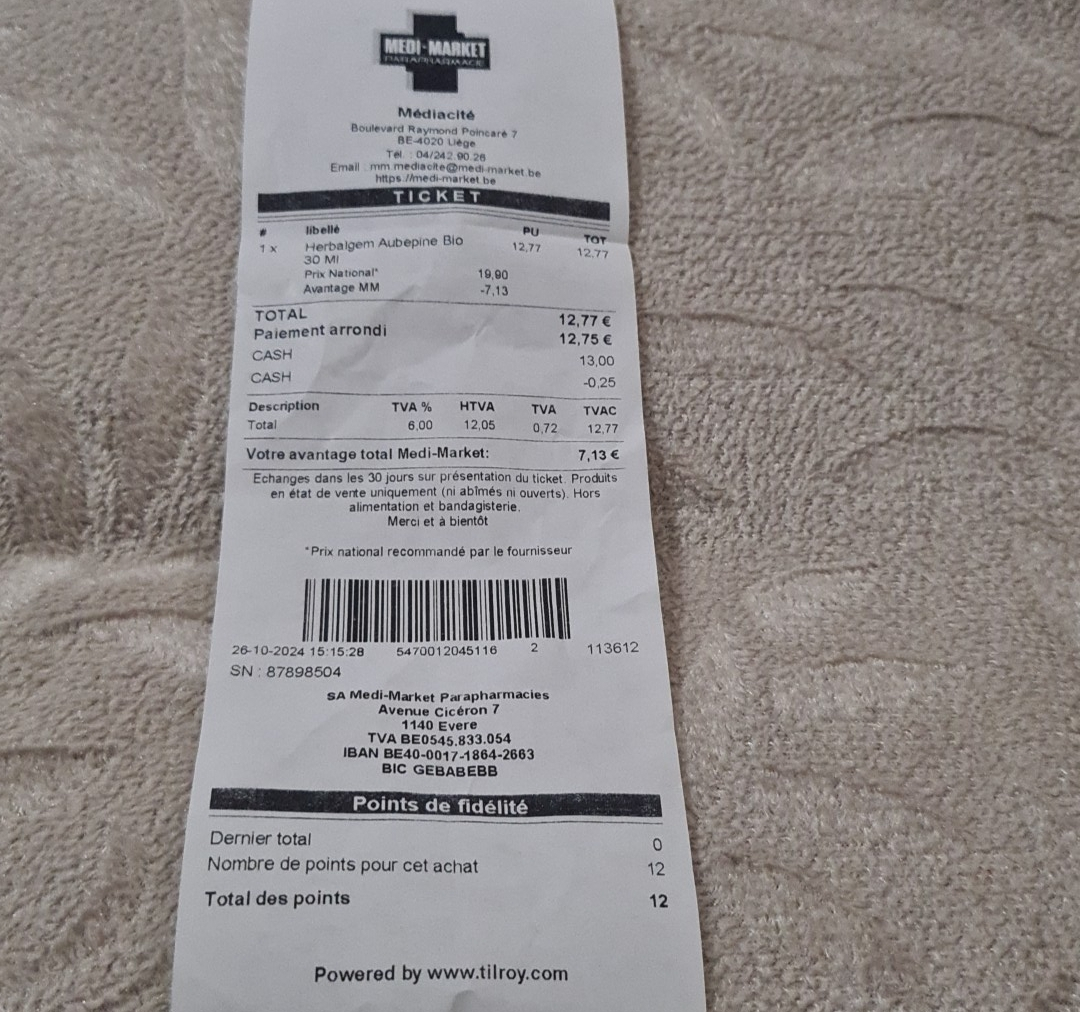 MEDI-MARKET
PARAPHARMACIE
Médiacité
Boulevard Raymond Poincaré 7
BE-4020 Liège
Tél. : 04/242.90.26
Email : mm.mediacite@medi-market.be
https://medi-market.be
TICKET
# libellé PU TOT
1 x Herbalgem Aubepine Bio 12,77 12,77
30 Ml
Prix National* 19,90
Avantage MM -7,13
TOTAL 12,77 €
Paiement arrondi 12,75 €
CASH 13,00
CASH -0,25
Description TVA % HTVA TVA TVAC
Total 6,00 12,05 0,72 12,77
Votre avantage total Medi-Market: 7,13 €
Echanges dans les 30 jours sur présentation du ticket. Produits
en état de vente uniquement (ni abîmés ni ouverts). Hors
alimentation et bandagisterie.
Merci et à bientôt
*Prix national recommandé par le fournisseur
26-10-2024 15:15:28 5470012045116 2 113612
SN : 87898504
SA Medi-Market Parapharmacies
Avenue Cicéron 7
1140 Evere
TVA BE0545.833.054
IBAN BE40-0017-1864-2663
BIC GEBABEBB
Points de fidélité
Dernier total 0
Nombre de points pour cet achat 12
Total des points 12
Powered by www.tilroy.com